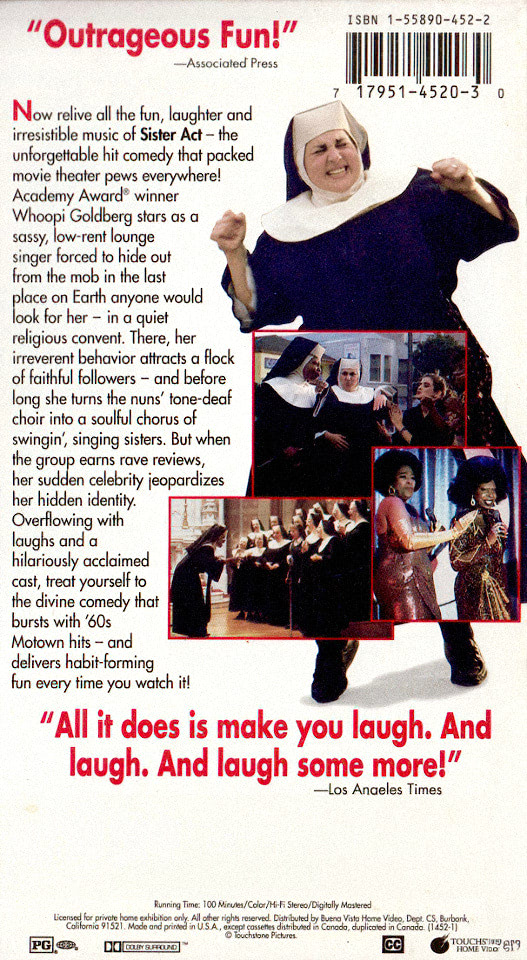 “Outrageous Fun!”
—Associated Press
ISBN 1-55890-452-2
7 17951-4520-3 0
Now relive all the fun, laughter and
irresistible music of Sister Act – the
unforgettable hit comedy that packed
movie theater pews everywhere!
Academy Award® winner
Whoopi Goldberg stars as a
sassy, low-rent lounge
singer forced to hide out
from the mob in the last
place on Earth anyone would
look for her – in a quiet
religious convent. There, her
irreverent behavior attracts a flock
of faithful followers – and before
long she turns the nuns’ tone-deaf
choir into a soulful chorus of
swingin’, singing sisters. But when
the group earns rave reviews,
her sudden celebrity jeopardizes
her hidden identity.
Overflowing with
laughs and a
hilariously acclaimed
cast, treat yourself to
the divine comedy that
bursts with ’60s
Motown hits – and
delivers habit-forming
fun every time you watch it!
“All it does is make you laugh. And
laugh. And laugh some more!”
—Los Angeles Times
Running Time: 100 Minutes/Color/Hi-Fi Stereo/Digitally Mastered
Licensed for private home exhibition only. All other rights reserved. Distributed by Buena Vista Home Video, Dept. CS, Burbank,
California 91521. Made and printed in U.S.A., except cassettes distributed in Canada, duplicated in Canada. (1452-1)
© Touchstone Pictures.
PG
DOLBY SURROUND
CC
TOUCHSTONE
HOME VIDEO